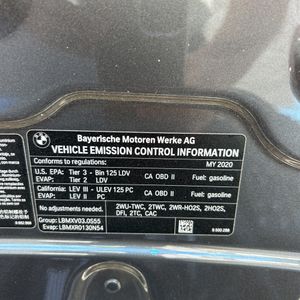 Bayerische Motoren Werke AG
VEHICLE EMISSION CONTROL INFORMATION
Conforms to regulations: MY 2020
U.S. EPA: Tier 3 - Bin 125 LDV CA OBD II Fuel: gasoline
EVAP: Tier 2 LDV
California: LEV III - ULEV 125 PC CA OBD II Fuel: gasoline
EVAP: LEV II PC
No adjustments needed. 2WU-TWC, 2TWC, 2WR-HO2S, 2HO2S,
Group: LBMXV03.0S55 DFI, 2TC, CAC
Evap: LBMXR0130N54